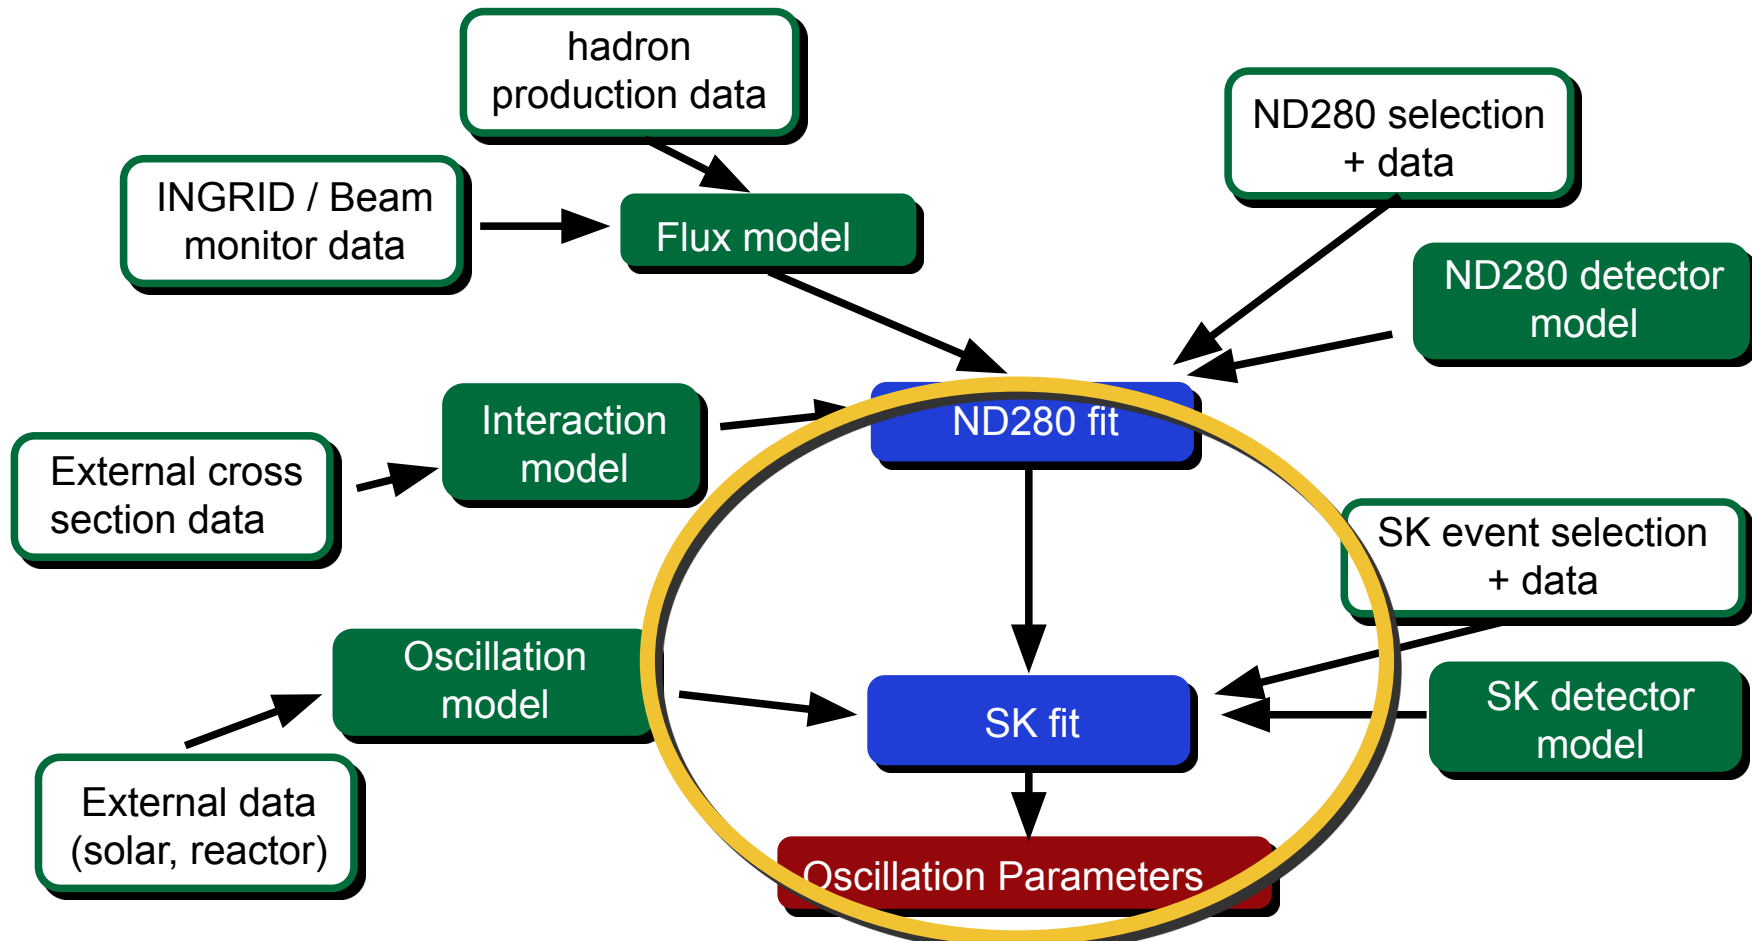 hadron
production data
ND280 selection
+ data
INGRID / Beam
monitor data
Flux model
ND280 detector
model
Interaction
model
ND280 fit
External cross
section data
SK event selection
+ data
Oscillation
model
SK fit
SK detector
model
External data
(solar, reactor)
Oscillation Parameters